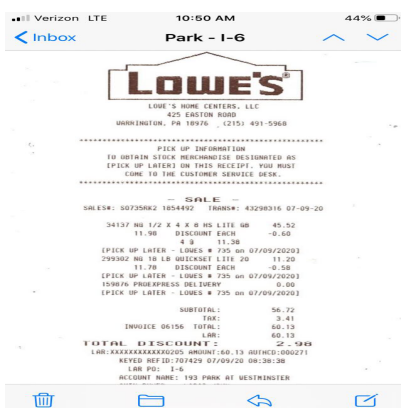 Verizon LTE 10:50 AM 44%
Inbox Park - I-6
LOWE'S®
LOWE'S HOME CENTERS, LLC
425 EASTON ROAD
WARRINGTON, PA 18976 (215) 491-5968
PICK UP INFORMATION
TO OBTAIN STOCK MERCHANDISE DESIGNATED AS
[PICK UP LATER] ON THIS RECEIPT, YOU MUST
COME TO THE CUSTOMER SERVICE DESK.
- SALE -
SALES#: S0735RK2 1854492 TRANS#: 43298316 07-09-20
34137 NG 1/2 X 4 X 8 HS LITE GB 45.52
11.98 DISCOUNT EACH -0.60
4 @ 11.38
[PICK UP LATER - LOWES # 735 on 07/09/2020]
299302 NG 18 LB QUICKSET LITE 20 11.20
11.78 DISCOUNT EACH -0.58
[PICK UP LATER - LOWES # 735 on 07/09/2020]
159876 PROEXPRESS DELIVERY 0.00
[PICK UP LATER - LOWES # 735 on 07/09/2020]
SUBTOTAL: 56.72
TAX: 3.41
INVOICE 06156 TOTAL: 60.13
LAR: 60.13
TOTAL DISCOUNT: 2.98
LAR:XXXXXXXXXXXX0205 AMOUNT:60.13 AUTHCD:000271
KEYED REFID:707429 07/09/20 08:38:38
LAR PO: I-6
ACCOUNT NAME: 193 PARK AT WESTMINSTER